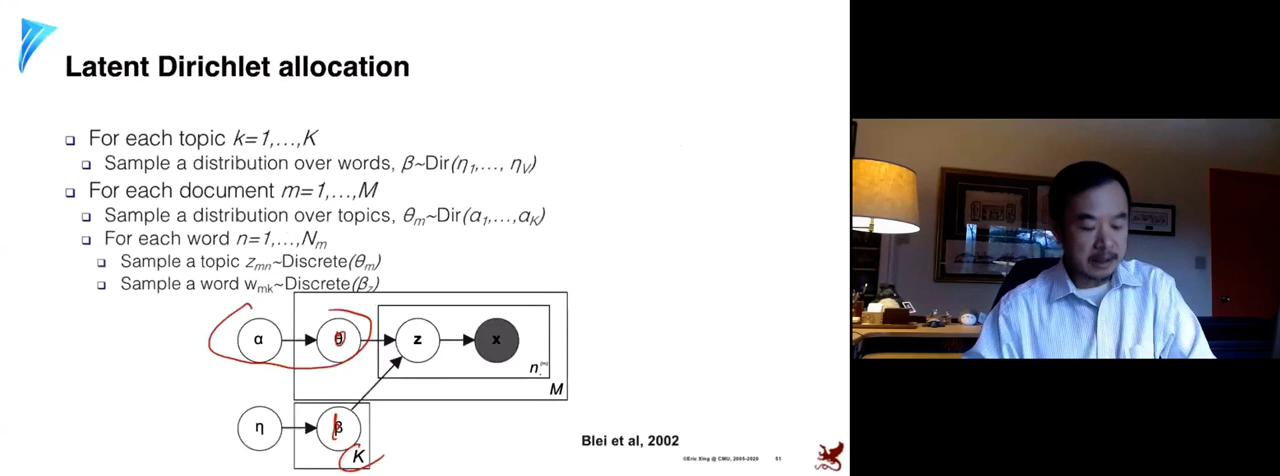 Latent Dirichlet allocation
For each topic k=1,…,K
Sample a distribution over words, β~Dir(η1,…, ηV)
For each document m=1,…,M
Sample a distribution over topics, θm~Dir(α1,…,αK)
For each word n=1,…,Nm
Sample a topic zmn~Discrete(θm)
Sample a word wmk~Discrete(βz)
α θ z x
n(m)
M
η β
K
Blei et al, 2002
©Eric Xing @ CMU, 2005-2020 51